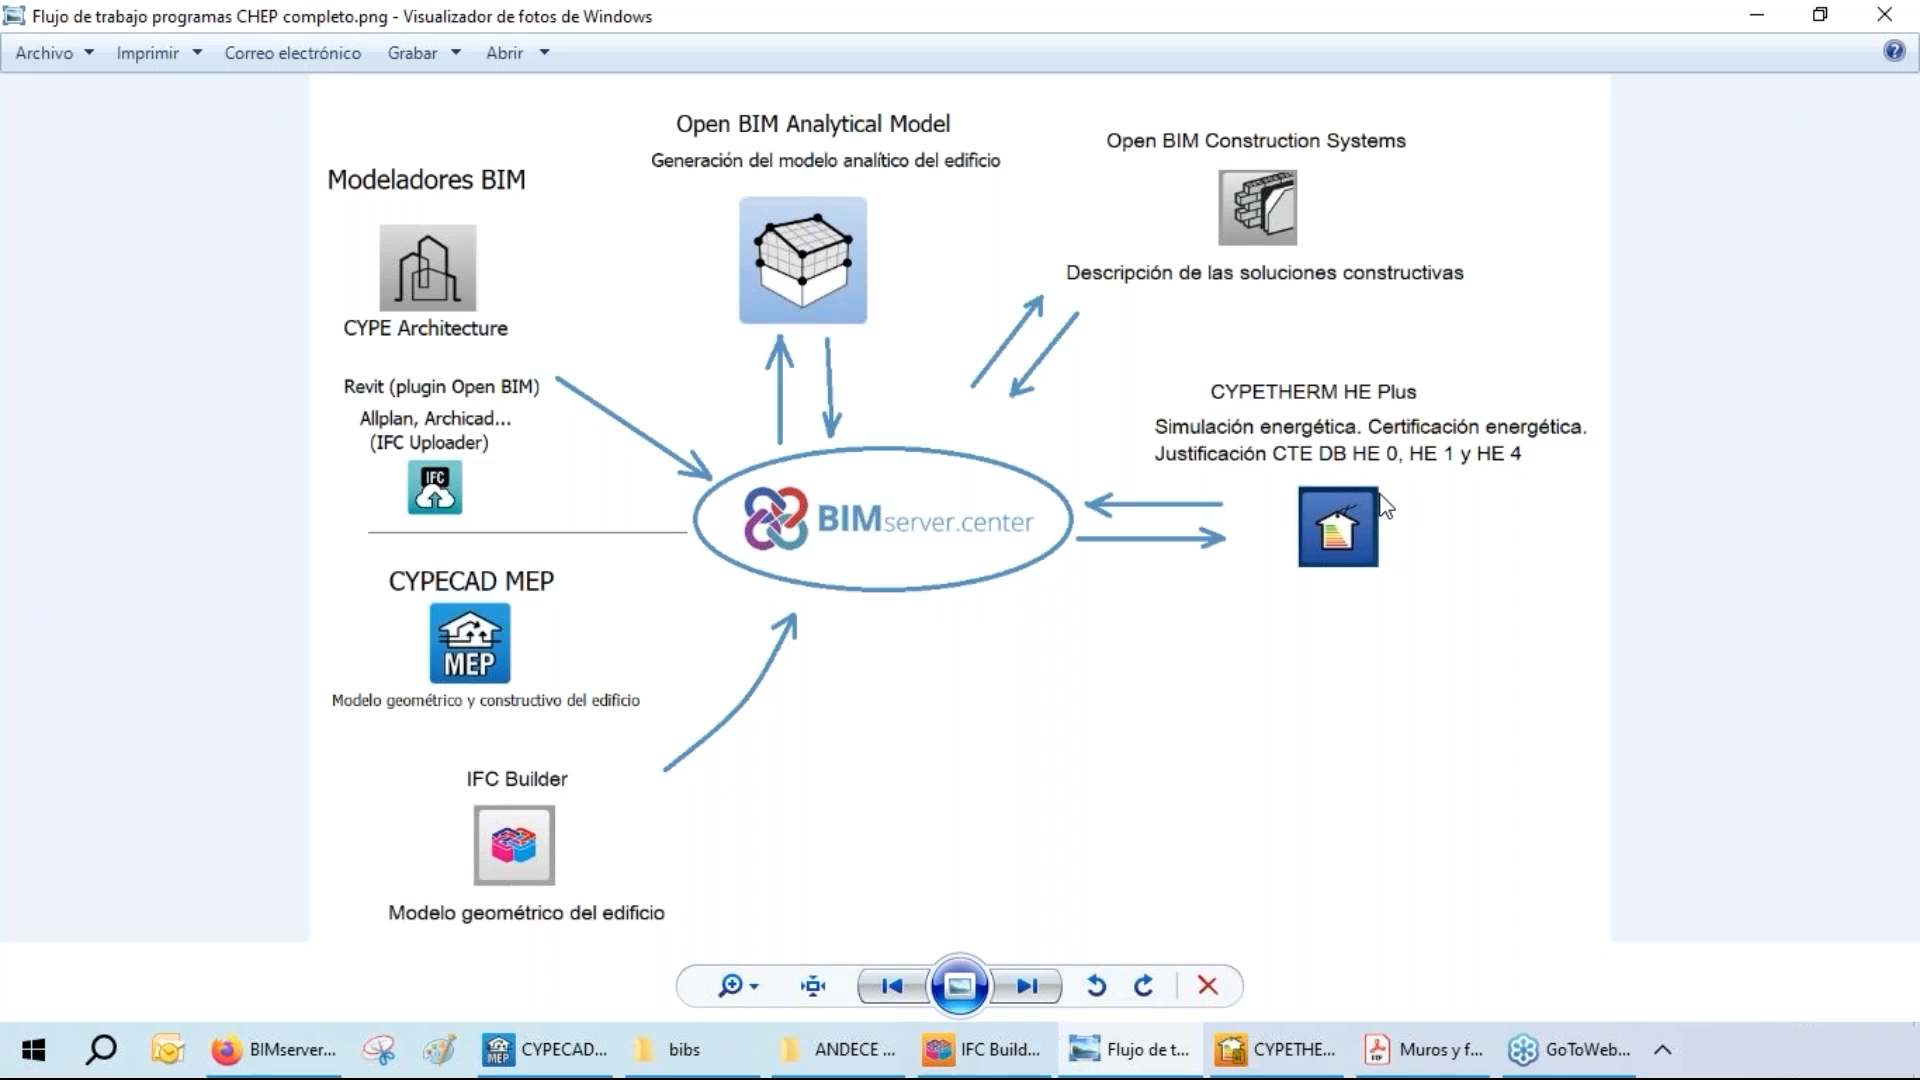 Flujo de trabajo programas CHEP completo.png - Visualizador de fotos de Windows
Archivo Imprimir Correo electrónico Grabar Abrir
Open BIM Analytical Model
Generación del modelo analítico del edificio
Open BIM Construction Systems
Descripción de las soluciones constructivas
Modeladores BIM
CYPE Architecture
Revit (plugin Open BIM)
Allplan, Archicad...
(IFC Uploader)
IFC
CYPETHERM HE Plus
Simulación energética. Certificación energética.
Justificación CTE DB HE 0, HE 1 y HE 4
BIMserver.center
CYPECAD MEP
MEP
Modelo geométrico y constructivo del edificio
IFC Builder
Modelo geométrico del edificio
BIMserver... MEP CYPECAD... bibs ANDECE ... IFC Build... Flujo de t... CYPETHE... Muros y f... GoToWeb...